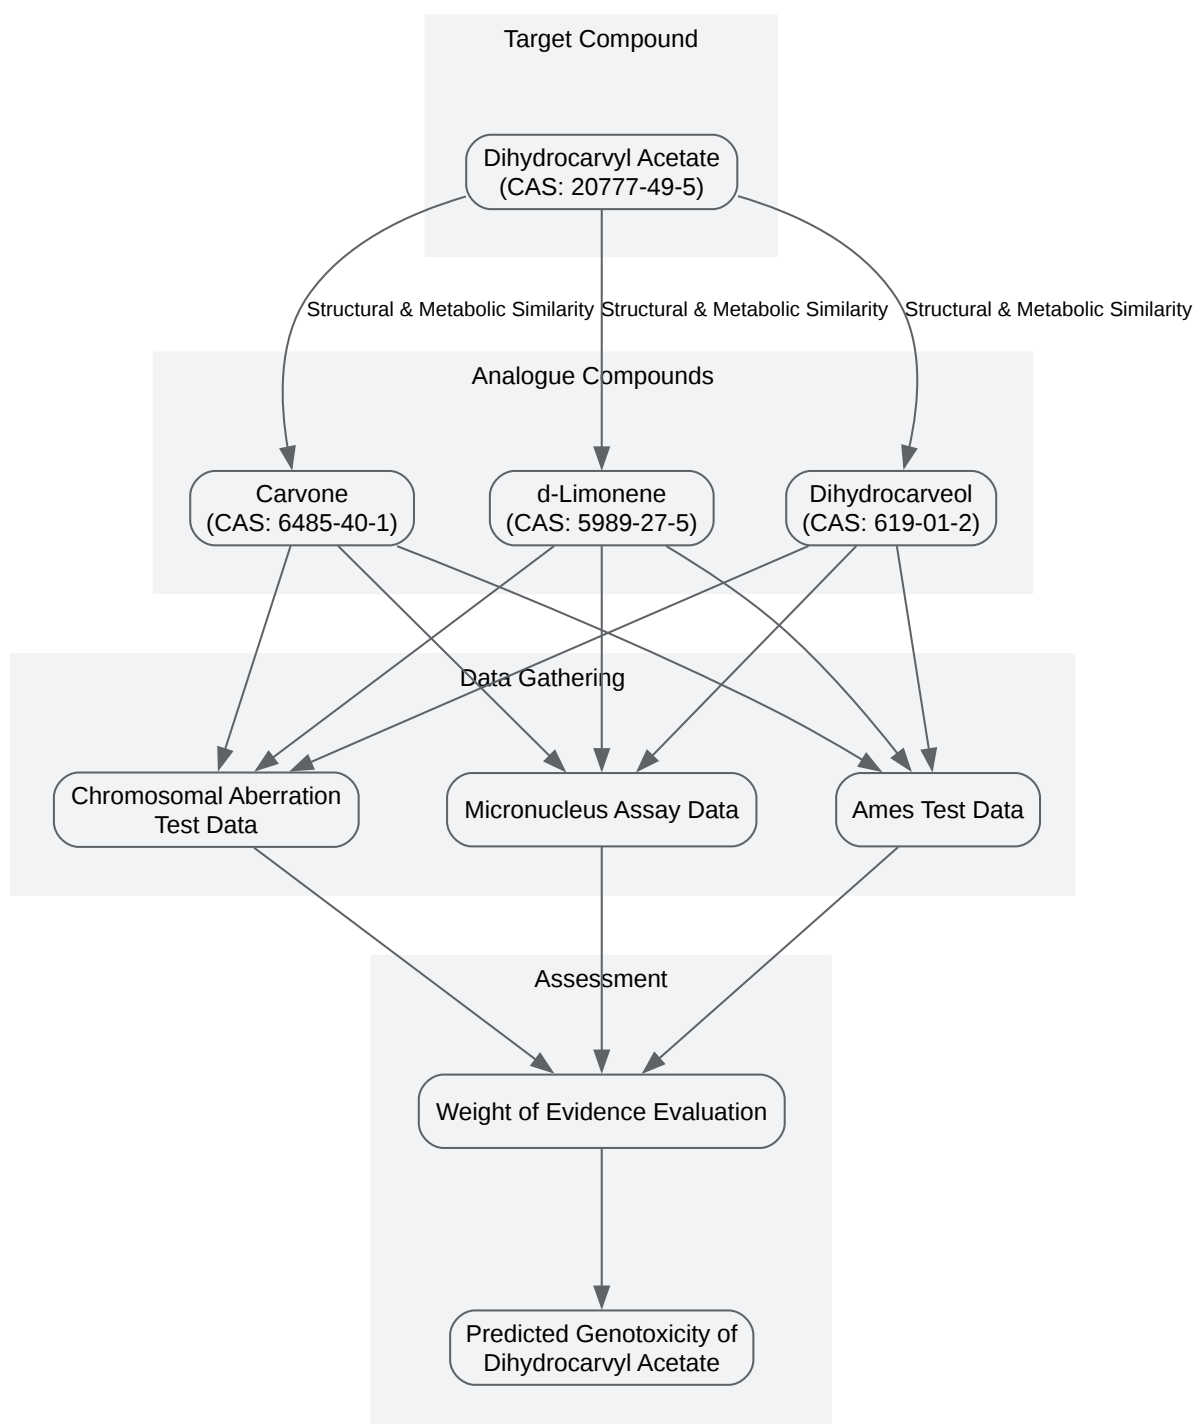 Target Compound
Dihydrocarvyl Acetate
(CAS: 20777-49-5)
Structural & Metabolic Similarity
Structural & Metabolic Similarity
Structural & Metabolic Similarity
Analogue Compounds
Carvone
(CAS: 6485-40-1)
d-Limonene
(CAS: 5989-27-5)
Dihydrocarveol
(CAS: 619-01-2)
Data Gathering
Chromosomal Aberration
Test Data
Micronucleus Assay Data
Ames Test Data
Assessment
Weight of Evidence Evaluation
Predicted Genotoxicity of
Dihydrocarvyl Acetate